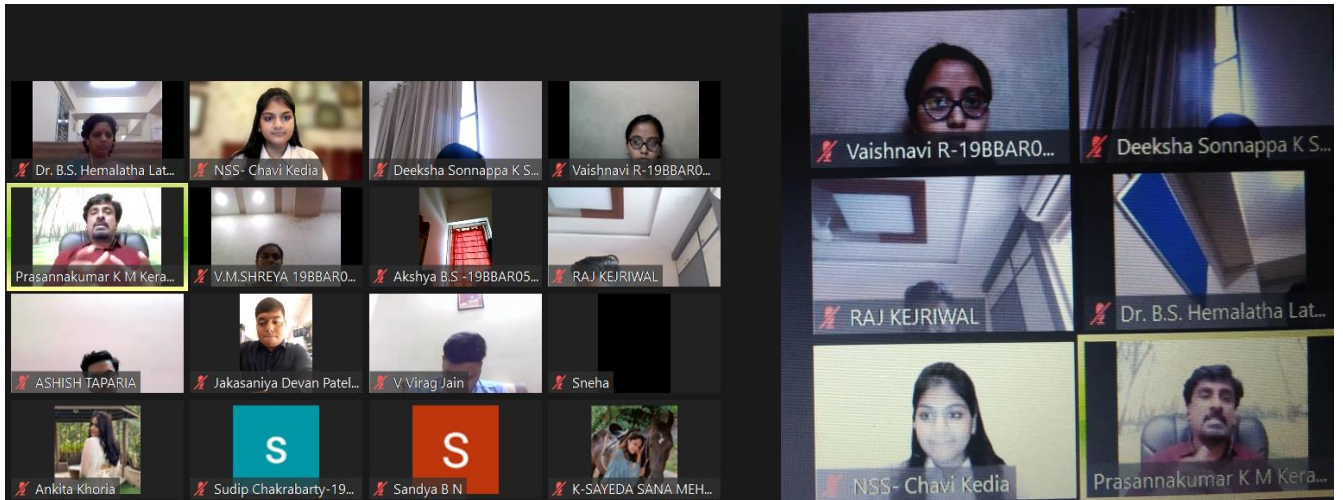 Dr. B.S. Hemalatha Lat...
NSS- Chavi Kedia
Deeksha Sonnappa K S...
Vaishnavi R-19BBAR0...
Prasannakumar K M Kera...
V.M.SHREYA 19BBAR0...
Akshya B.S -19BBAR05...
RAJ KEJRIWAL
ASHISH TAPARIA
Jakasaniya Devan Patel...
V Virag Jain
Sneha
S
S
Ankita Khoria
Sudip Chakrabarty-19...
Sandya B N
K-SAYEDA SANA MEH...
Vaishnavi R-19BBAR0...
Deeksha Sonnappa K S...
RAJ KEJRIWAL
Dr. B.S. Hemalatha Lat...
NSS- Chavi Kedia
Prasannakumar K M Kera...